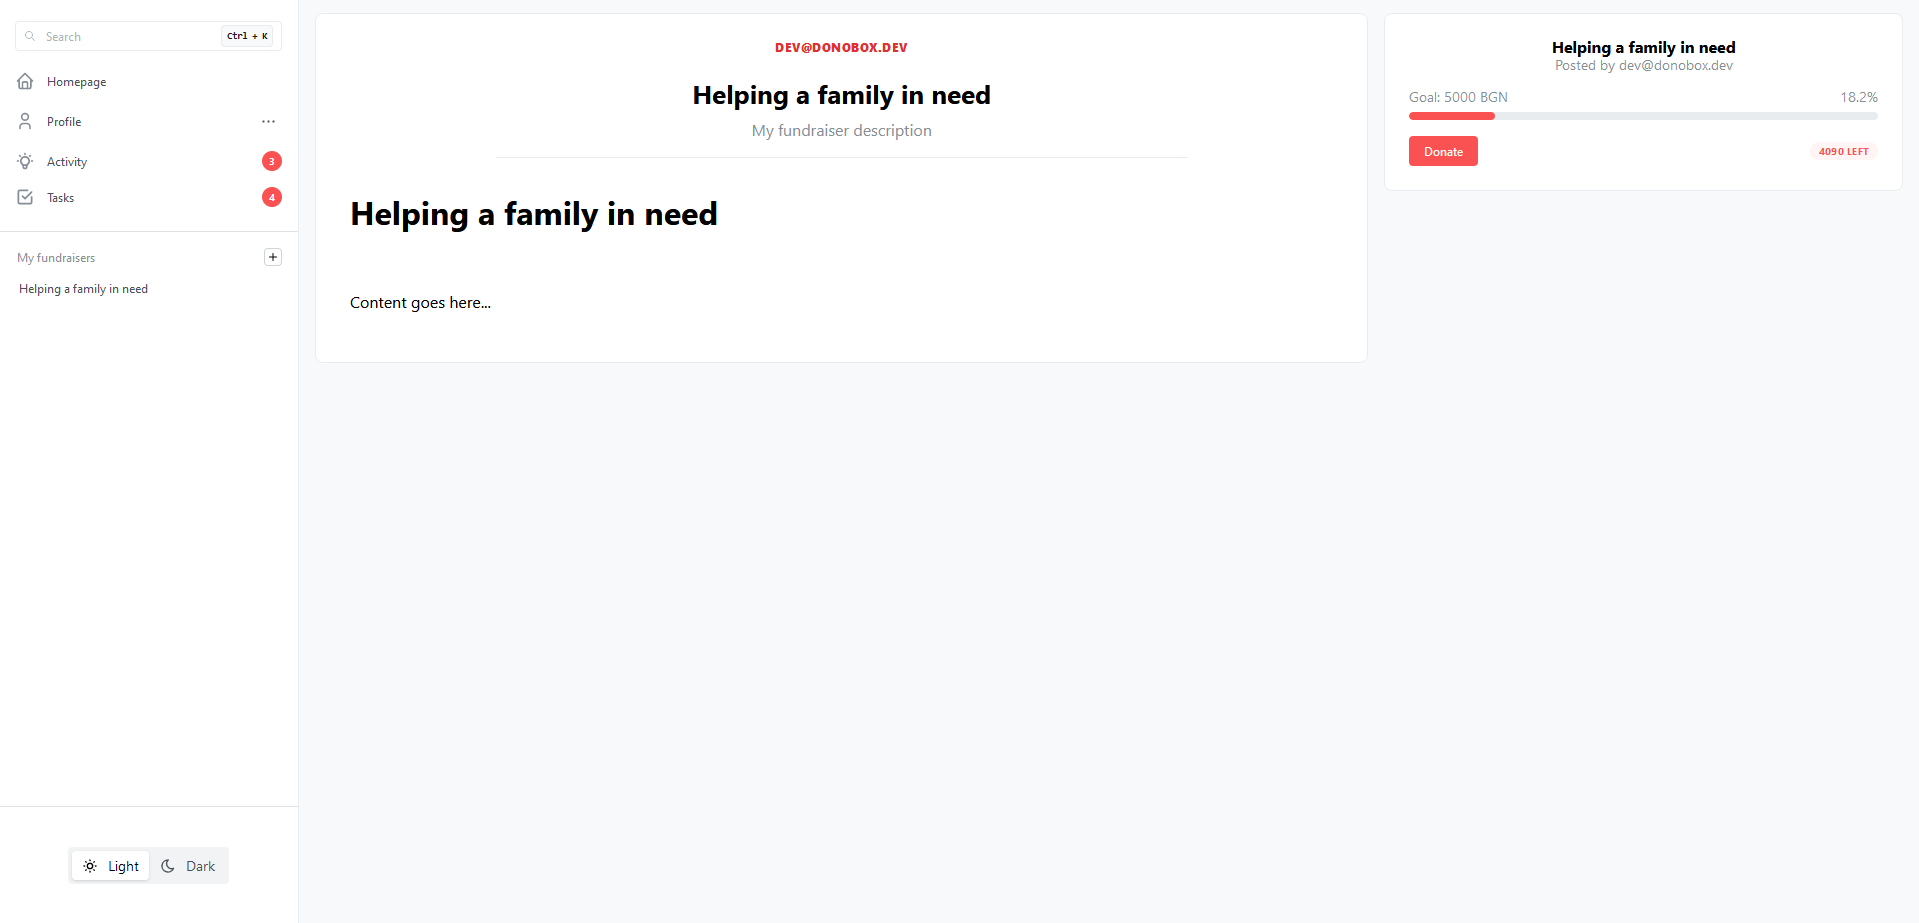 Search
Ctrl + K
Homepage
Profile
Activity
3
Tasks
4
My fundraisers
+
Helping a family in need
Light
Dark
DEV@DONOBOX.DEV
Helping a family in need
My fundraiser description
Helping a family in need
Content goes here...
Helping a family in need
Posted by dev@donobox.dev
Goal: 5000 BGN
18.2%
Donate
4090 LEFT